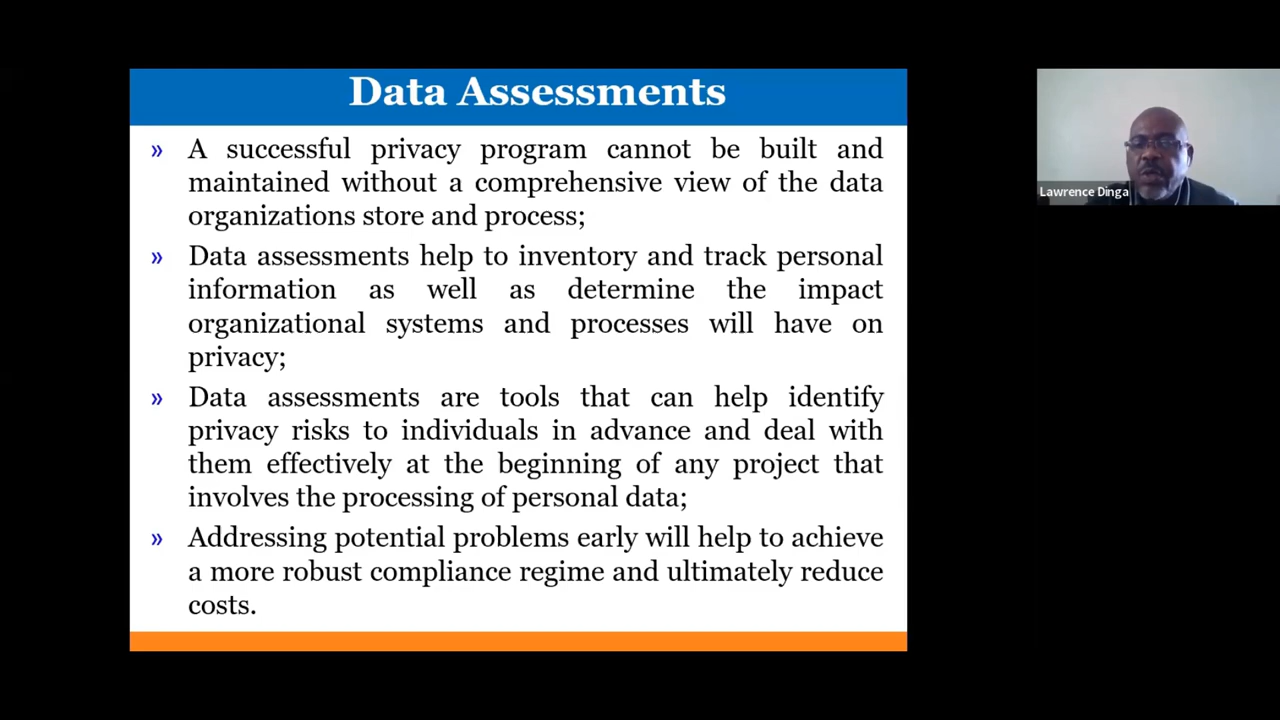 Data Assessments
» A successful privacy program cannot be built and
maintained without a comprehensive view of the data
organizations store and process;
» Data assessments help to inventory and track personal
information as well as determine the impact
organizational systems and processes will have on
privacy;
» Data assessments are tools that can help identify
privacy risks to individuals in advance and deal with
them effectively at the beginning of any project that
involves the processing of personal data;
» Addressing potential problems early will help to achieve
a more robust compliance regime and ultimately reduce
costs.
Lawrence Dinga